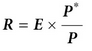 R = E × P* / P